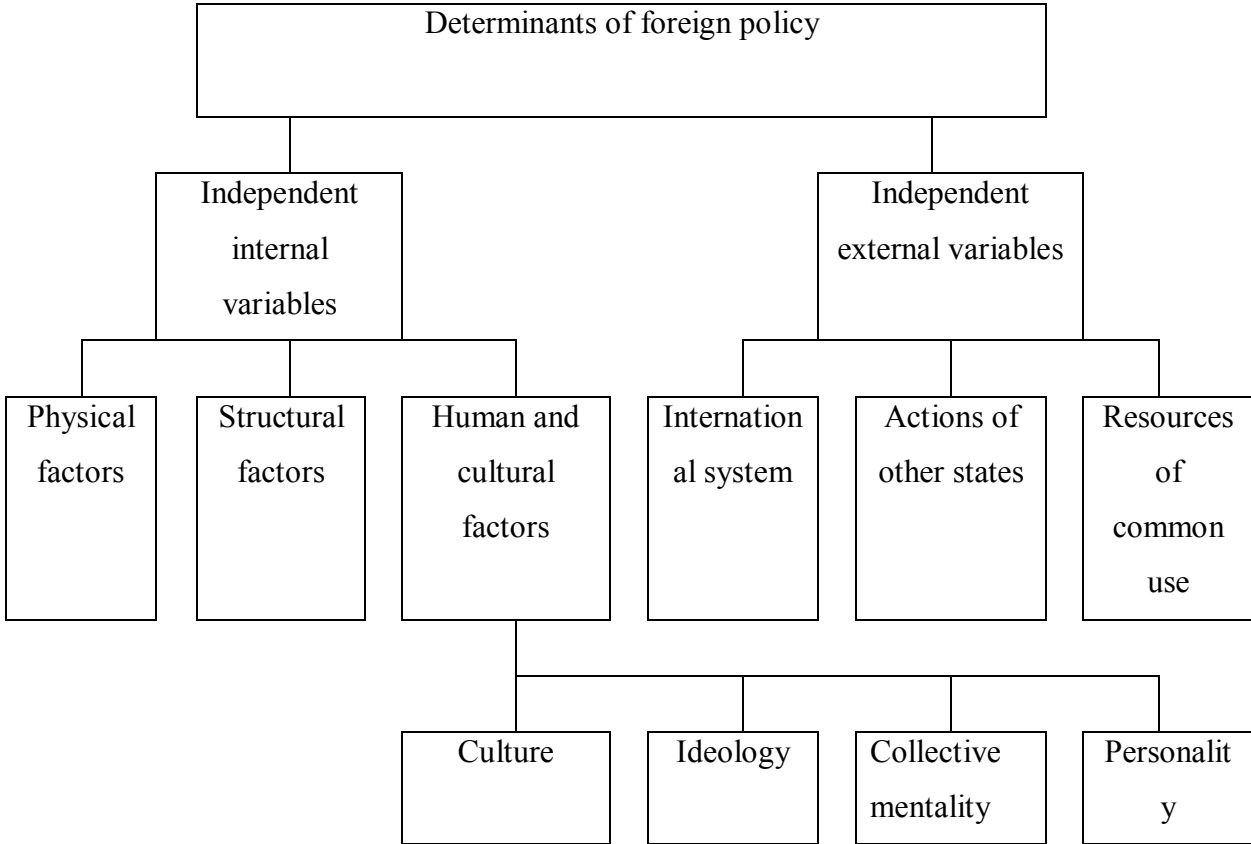 Determinants of foreign policy
Independent
internal
variables
Independent
external variables
Physical
factors
Structural
factors
Human and
cultural
factors
Internation
al system
Actions of
other states
Resources
of
common
use
Culture
Ideology
Collective
mentality
Personalit
y